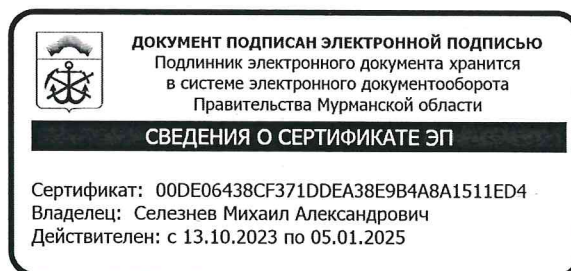 ДОКУМЕНТ ПОДПИСАН ЭЛЕКТРОННОЙ ПОДПИСЬЮ
Подлинник электронного документа хранится
в системе электронного документооборота
Правительства Мурманской области
СВЕДЕНИЯ О СЕРТИФИКАТЕ ЭП
Сертификат: 00DE06438CF371DDEA38E9B4A8A1511ED4
Владелец: Селезнев Михаил Александрович
Действителен: с 13.10.2023 по 05.01.2025